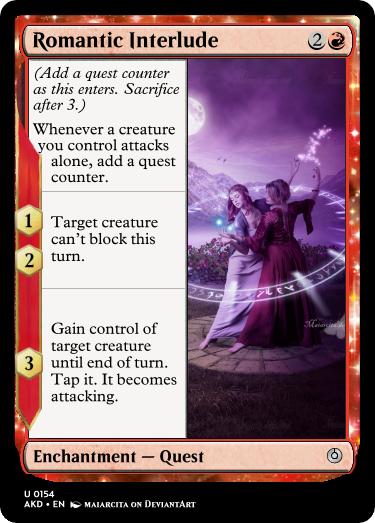 Romantic Interlude 2
(Add a quest counter
as this enters. Sacrifice
after 3.)
Whenever a creature
you control attacks
alone, add a quest
counter.
1
2
Target creature
can't block this
turn.
3
Gain control of
target creature
until end of turn.
Tap it. It becomes
attacking.
Enchantment — Quest
U 0154
AKD • EN MAIARCITA ON DEVIANTART